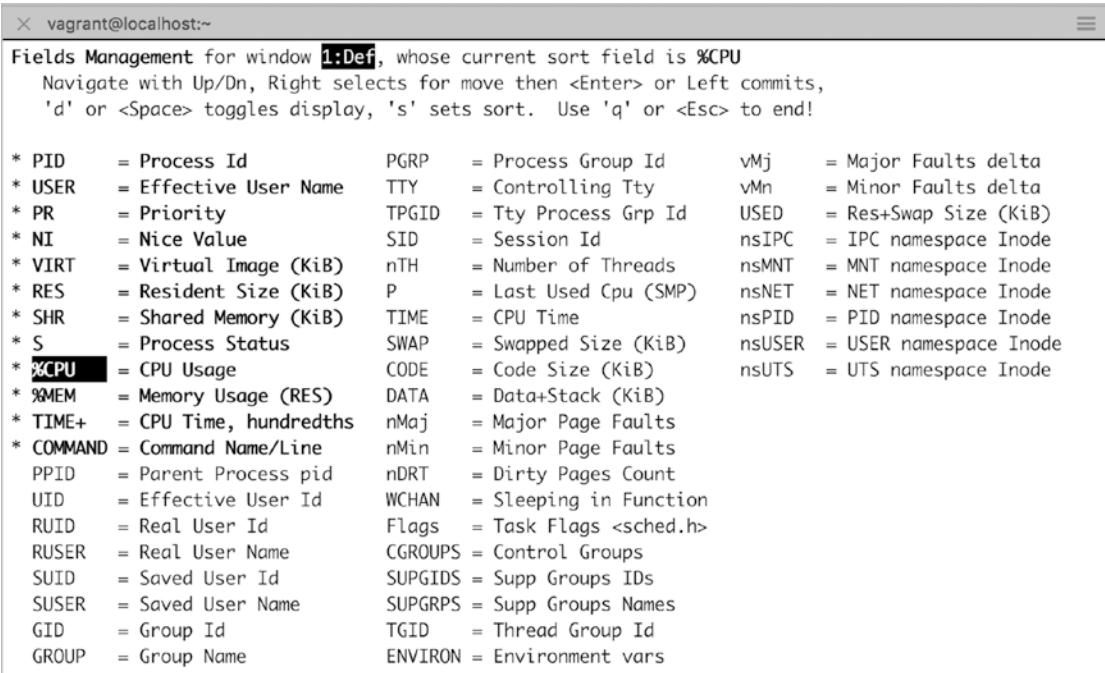 × vagrant@localhost:~
Fields Management for window 1:Def, whose current sort field is %CPU
   Navigate with Up/Dn, Right selects for move then <Enter> or Left commits,
   'd' or <Space> toggles display, 's' sets sort.  Use 'q' or <Esc> to end!

* PID     = Process Id             PGRP    = Process Group Id       vMj     = Major Faults delta
* USER    = Effective User Name    TTY     = Controlling Tty        vMn     = Minor Faults delta
* PR      = Priority               TPGID   = Tty Process Grp Id     USED    = Res+Swap Size (KiB)
* NI      = Nice Value             SID     = Session Id             nsIPC   = IPC namespace Inode
* VIRT    = Virtual Image (KiB)    nTH     = Number of Threads      nsMNT   = MNT namespace Inode
* RES     = Resident Size (KiB)    P       = Last Used Cpu (SMP)    nsNET   = NET namespace Inode
* SHR     = Shared Memory (KiB)    TIME    = CPU Time               nsPID   = PID namespace Inode
* S       = Process Status         SWAP    = Swapped Size (KiB)     nsUSER  = USER namespace Inode
* %CPU    = CPU Usage              CODE    = Code Size (KiB)        nsUTS   = UTS namespace Inode
* %MEM    = Memory Usage (RES)     DATA    = Data+Stack (KiB)
* TIME+   = CPU Time, hundredths   nMaj    = Major Page Faults
* COMMAND = Command Name/Line      nMin    = Minor Page Faults
  PPID    = Parent Process pid     nDRT    = Dirty Pages Count
  UID     = Effective User Id      WCHAN   = Sleeping in Function
  RUID    = Real User Id           Flags   = Task Flags <sched.h>
  RUSER   = Real User Name         CGROUPS = Control Groups
  SUID    = Saved User Id          SUPGIDS = Supp Groups IDs
  SUSER   = Saved User Name        SUPGRPS = Supp Groups Names
  GID     = Group Id               TGID    = Thread Group Id
  GROUP   = Group Name             ENVIRON = Environment vars